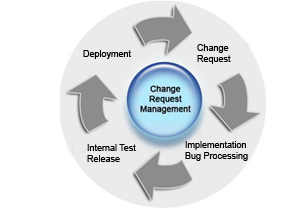 Deployment
Change
Request
Change
Request
Management
Internal Test
Release
Implementation
Bug Processing